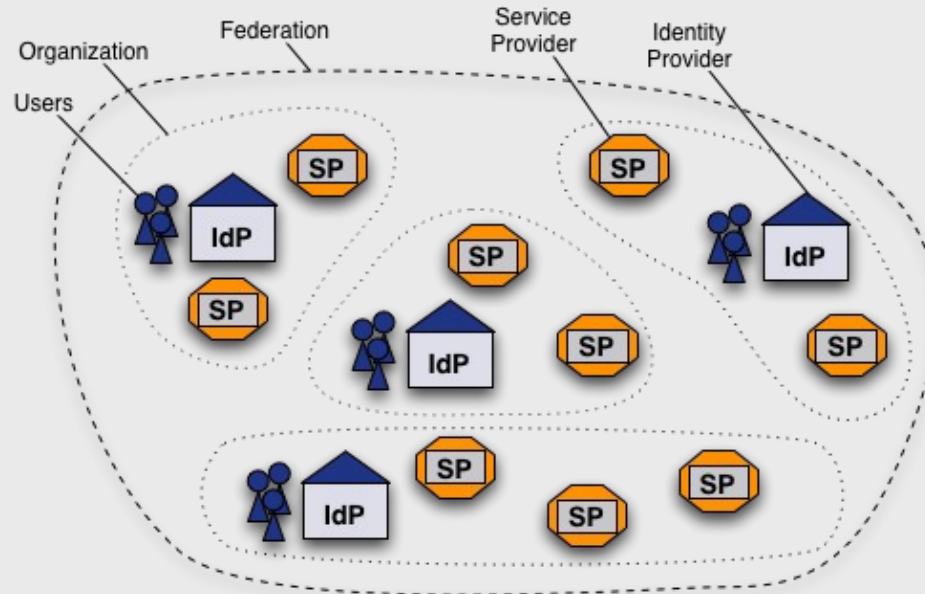 Service
Provider
Federation
Identity
Provider
Organization
Users
SP
SP
IdP
IdP
SP
SP
SP
SP
IdP
SP
SP
IdP
SP
SP